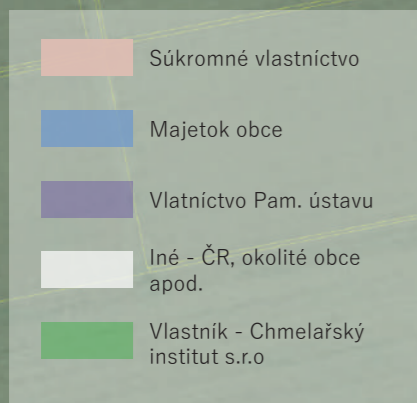 Súkromné vlastníctvo
Majetok obce
Vlatníctvo Pam. ústavu
Iné - ČR, okolité obce
apod.
Vlastník - Chmelařský
institut s.r.o